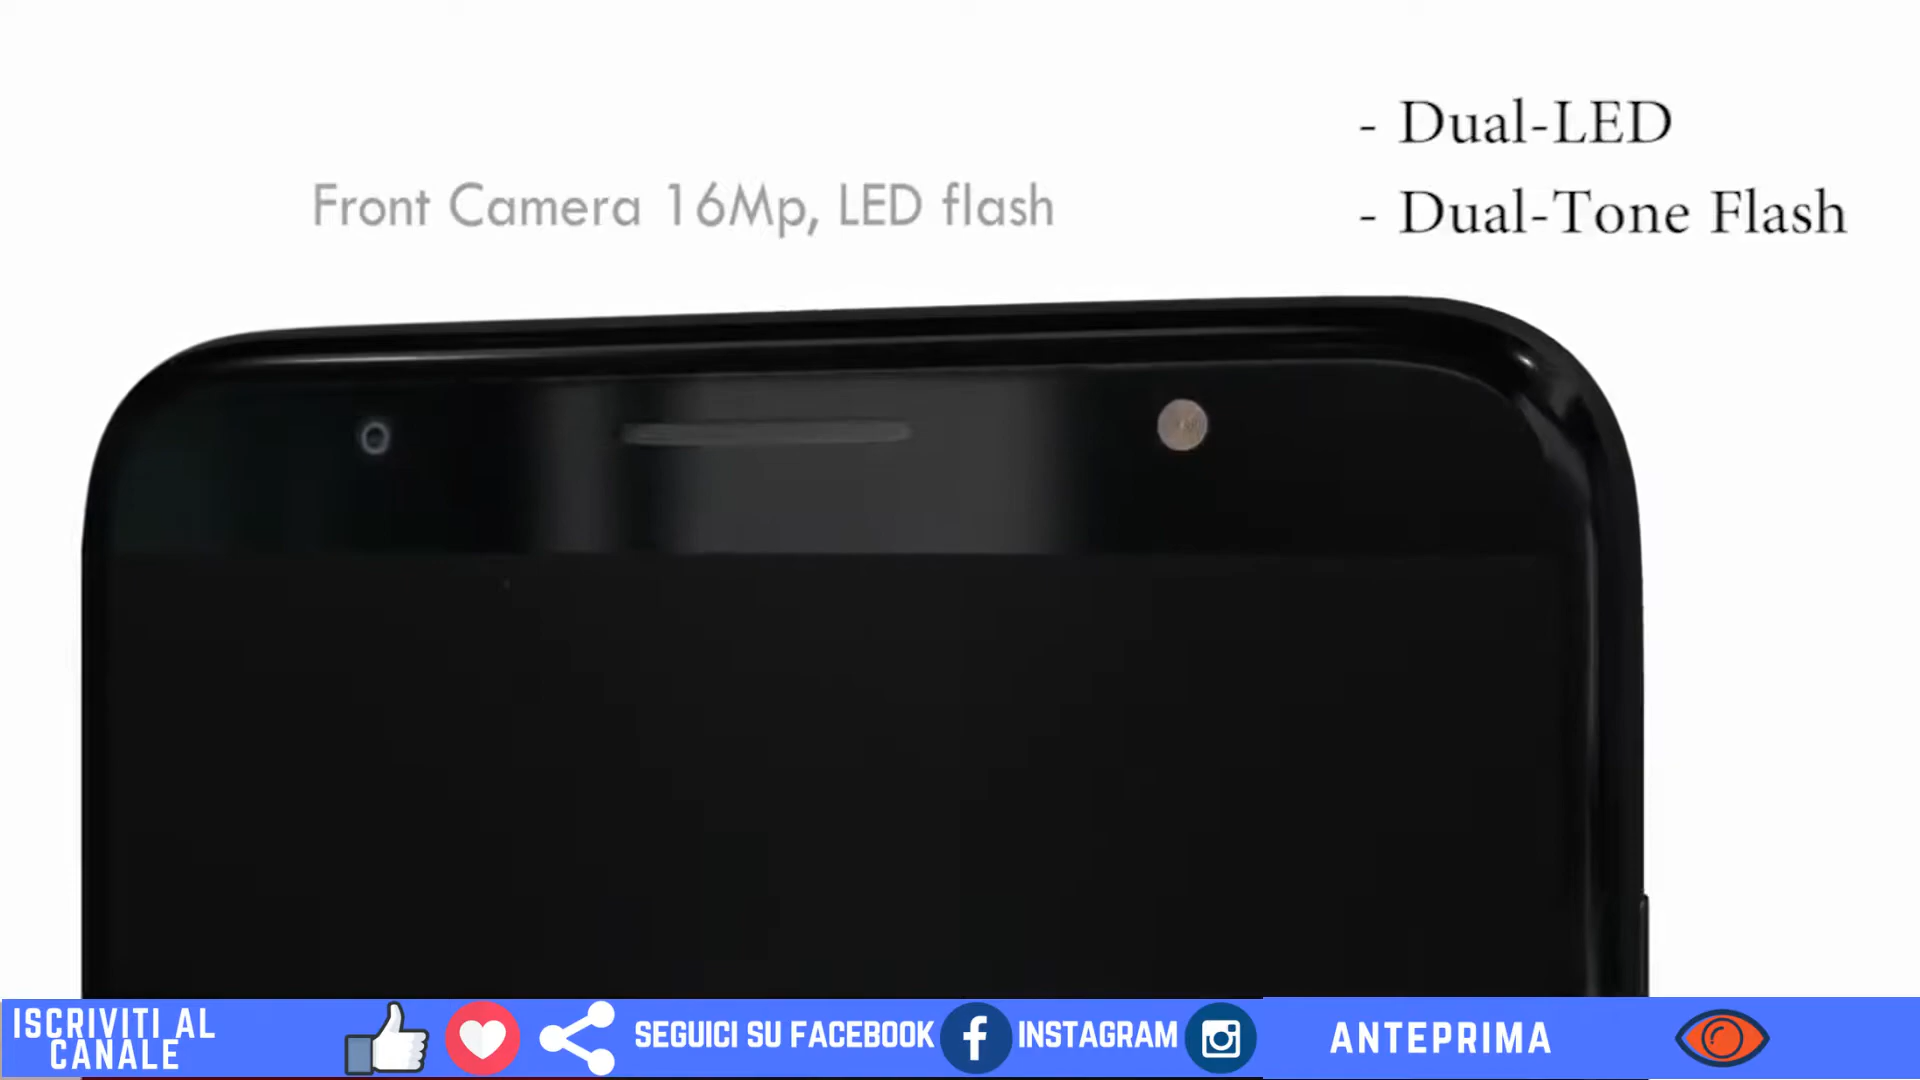 - Dual-LED
Front Camera 16Mp, LED flash
- Dual-Tone Flash
ISCRIVITI AL
CANALE
SEGUICI SU FACEBOOK
INSTAGRAM
ANTEPRIMA